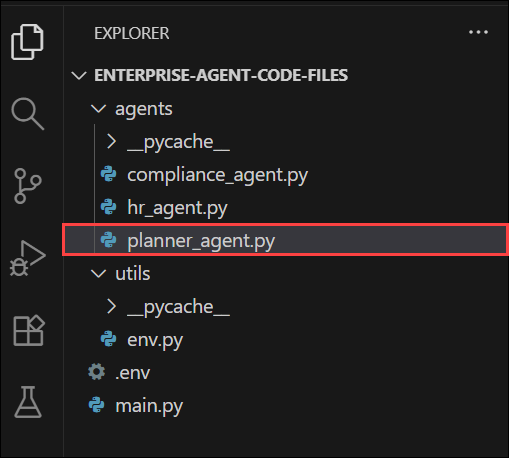 EXPLORER
ENTERPRISE-AGENT-CODE-FILES
agents
__pycache__
compliance_agent.py
hr_agent.py
planner_agent.py
utils
__pycache__
env.py
.env
main.py